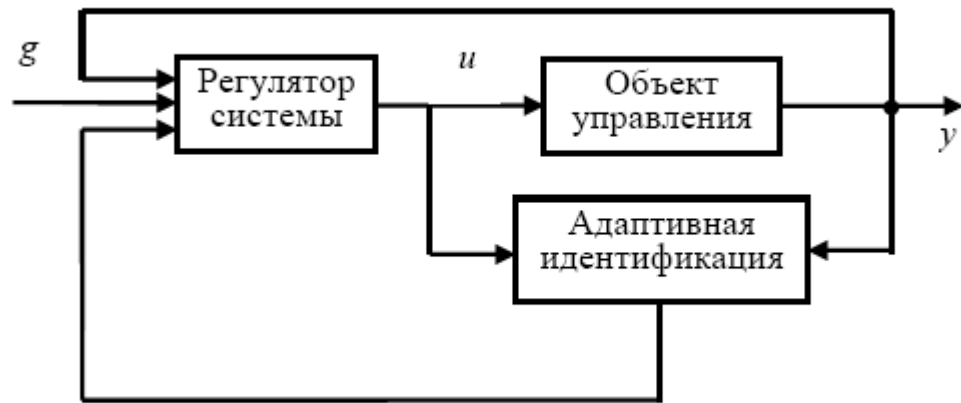 g
Регулятор
системы
u
Объект
управления
y
Адаптивная
идентификация